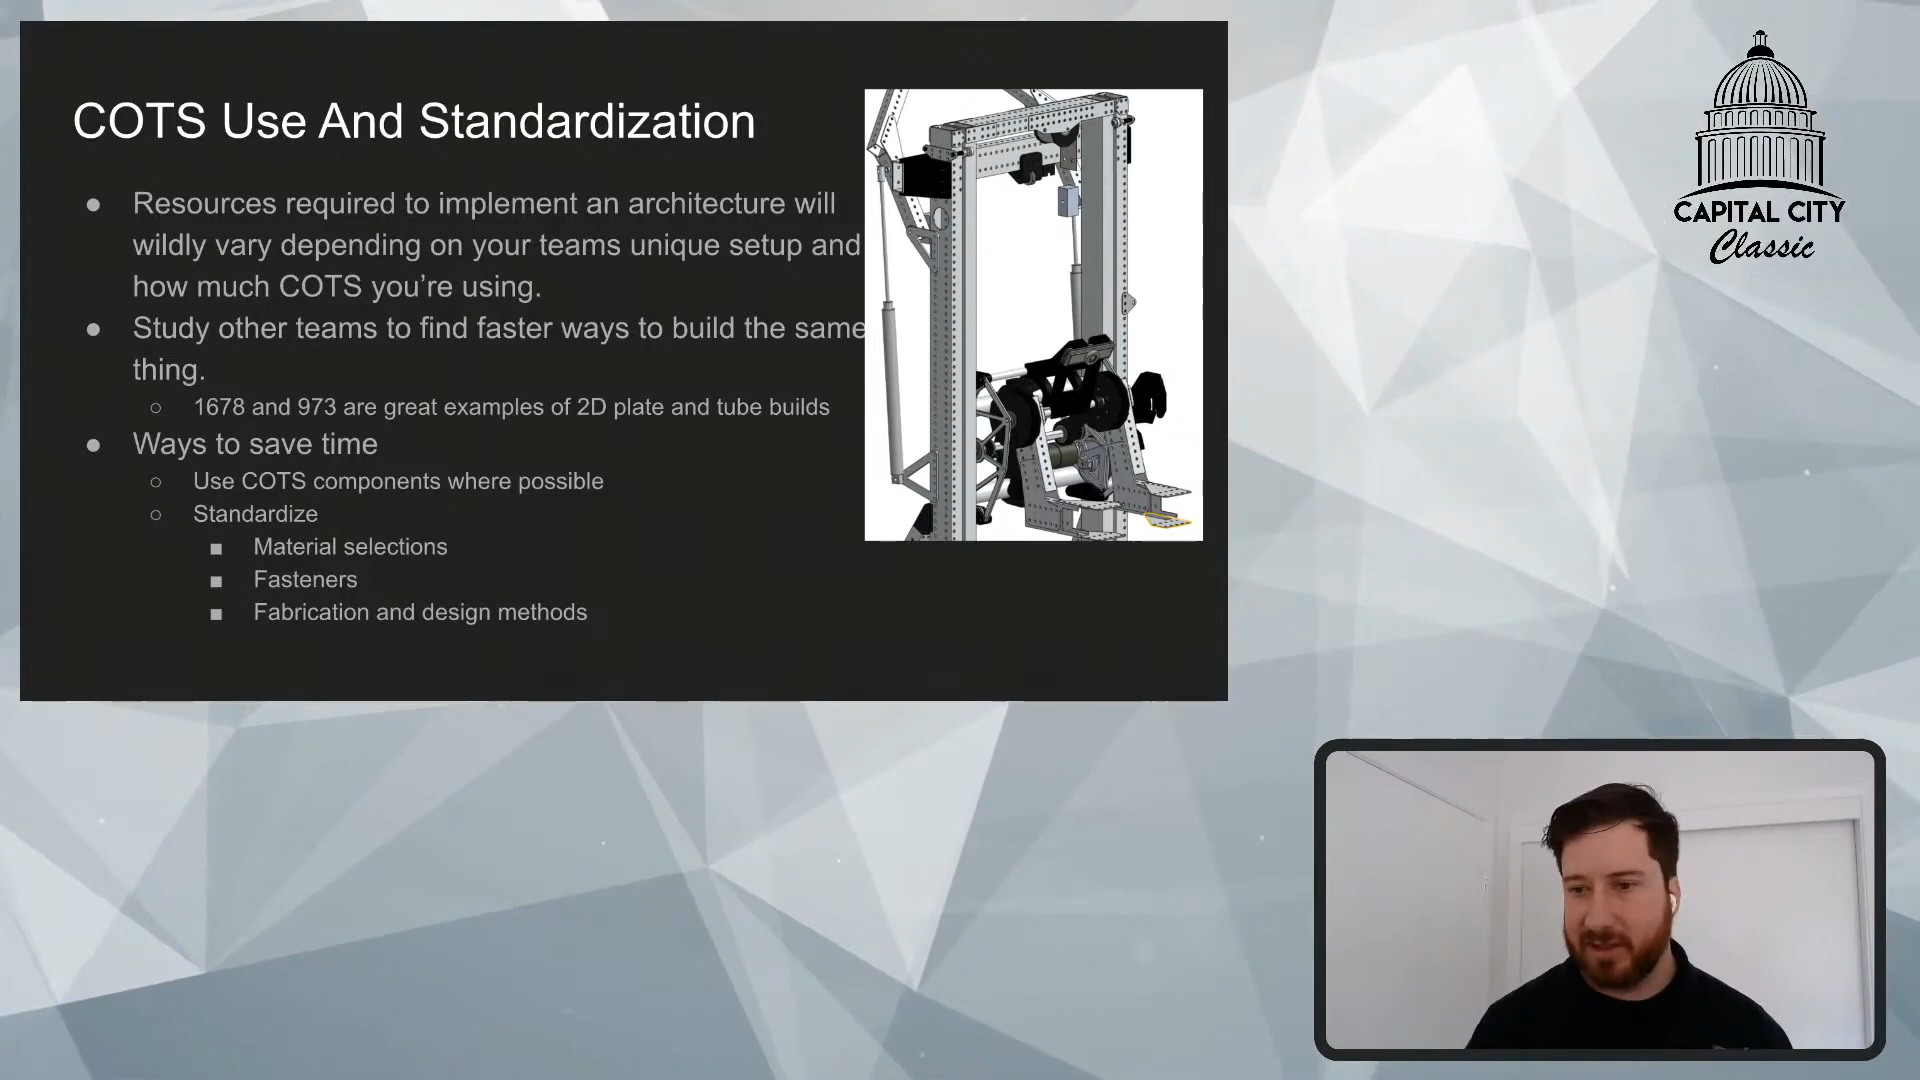 COTS Use And Standardization
● Resources required to implement an architecture will
wildly vary depending on your teams unique setup and
how much COTS you’re using.
● Study other teams to find faster ways to build the same
thing.
○ 1678 and 973 are great examples of 2D plate and tube builds
● Ways to save time
○ Use COTS components where possible
○ Standardize
■ Material selections
■ Fasteners
■ Fabrication and design methods
CAPITAL CITY
Classic